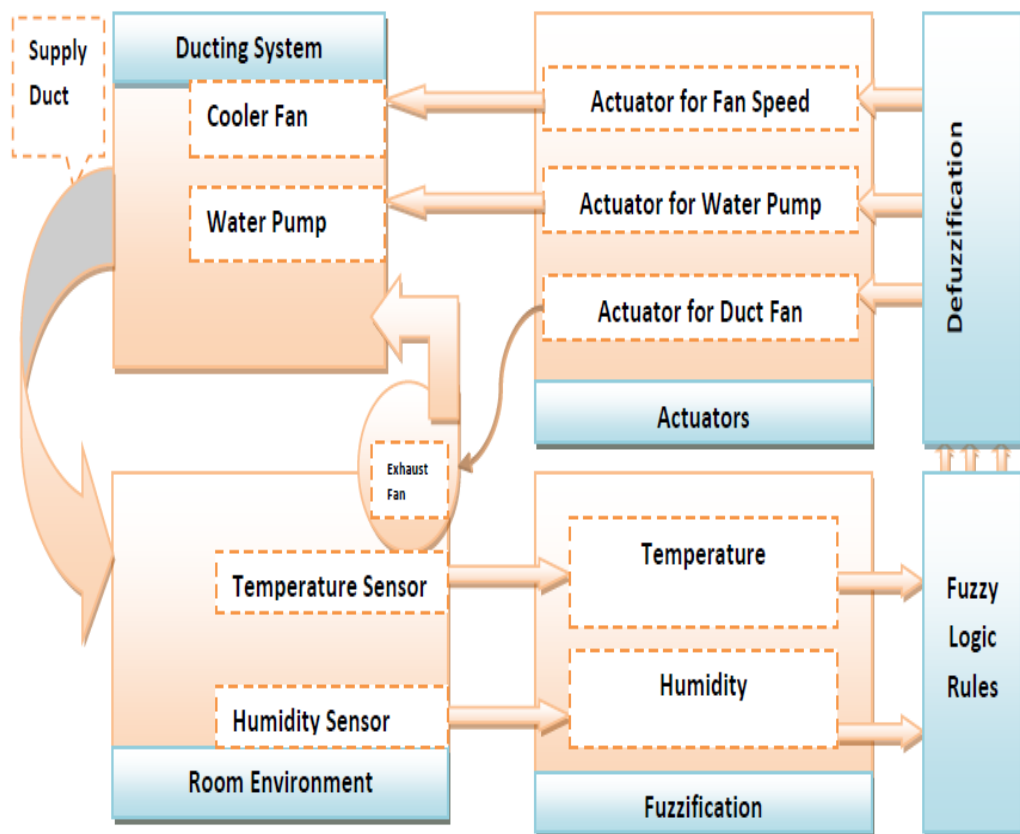 Supply
Duct
Ducting System
Cooler Fan
Water Pump
Actuator for Fan Speed
Actuator for Water Pump
Actuator for Duct Fan
Actuators
Defuzzification
Exhaust
Fan
Temperature Sensor
Humidity Sensor
Room Environment
Temperature
Humidity
Fuzzification
Fuzzy
Logic
Rules